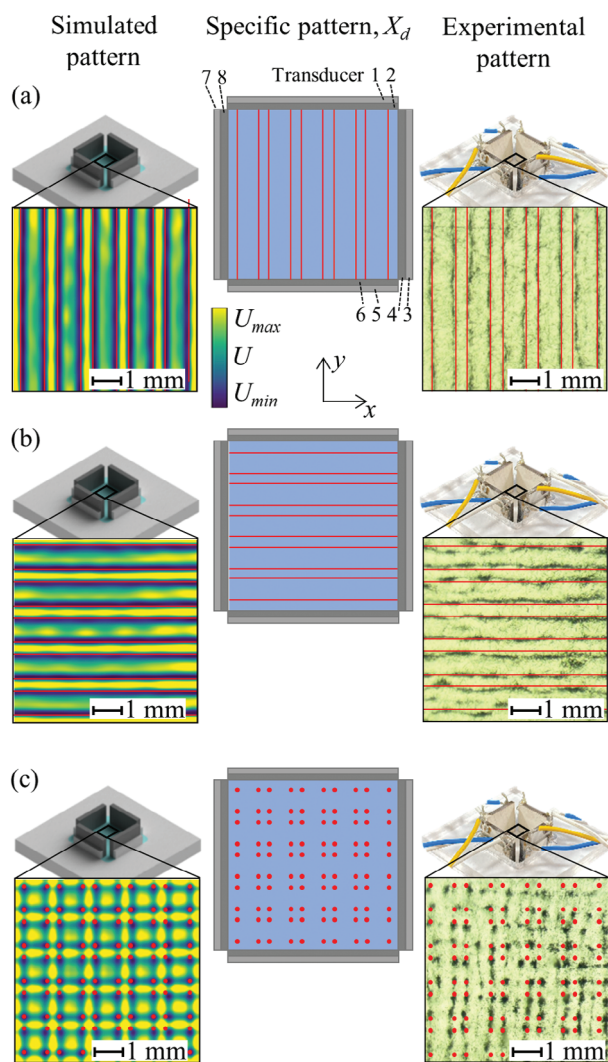 Simulated pattern
Specific pattern, X_d
Experimental pattern
(a)
7 8
Transducer 1 2
6 5 4 3
U_max
U
U_min
y
x
1 mm
1 mm
(b)
1 mm
1 mm
(c)
1 mm
1 mm